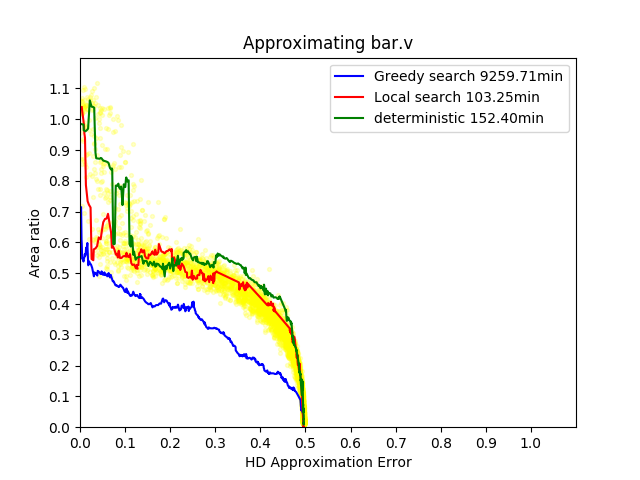 Approximating bar.v
Greedy search 9259.71min
Local search 103.25min
deterministic 152.40min
Area ratio
1.1
1.0
0.9
0.8
0.7
0.6
0.5
0.4
0.3
0.2
0.1
0.0
0.0 0.1 0.2 0.3 0.4 0.5 0.6 0.7 0.8 0.9 1.0
HD Approximation Error